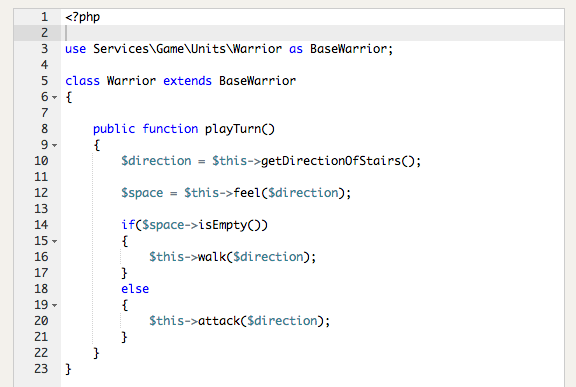 1 <?php
2
3 use Services\Game\Units\Warrior as BaseWarrior;
4
5 class Warrior extends BaseWarrior
6 {
7
8     public function playTurn()
9     {
10         $direction = $this->getDirectionOfStairs();
11
12         $space = $this->feel($direction);
13
14         if($space->isEmpty())
15         {
16             $this->walk($direction);
17         }
18         else
19         {
20             $this->attack($direction);
21         }
22     }
23 }